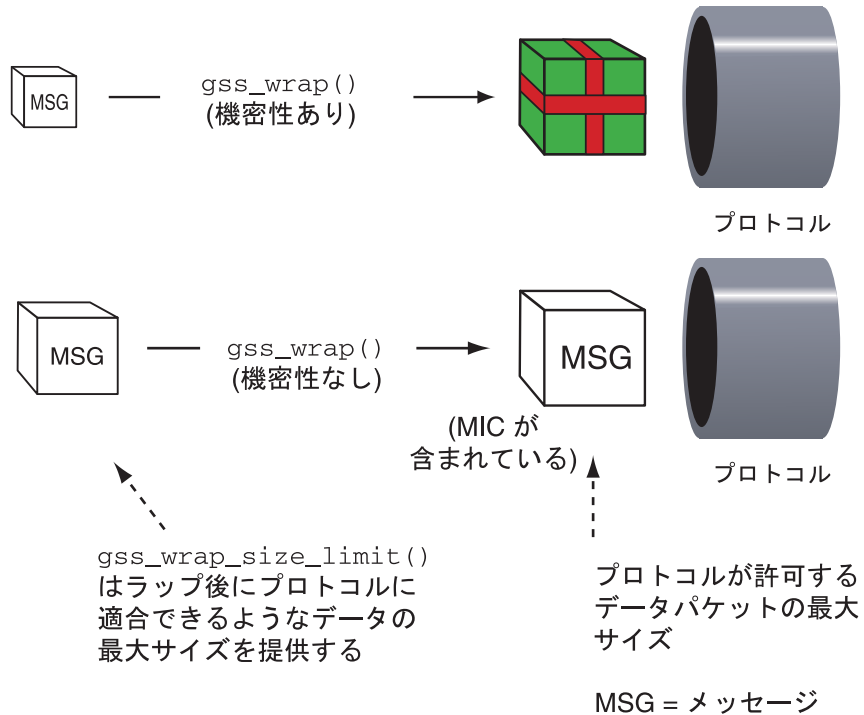 MSG
gss_wrap()
(機密性あり)
プロトコル
MSG
gss_wrap()
(機密性なし)
MSG
(MIC が
含まれている)
プロトコル
gss_wrap_size_limit()
はラップ後にプロトコルに
適合できるようなデータの
最大サイズを提供する
プロトコルが許可する
データパケットの最大
サイズ
MSG = メッセージ